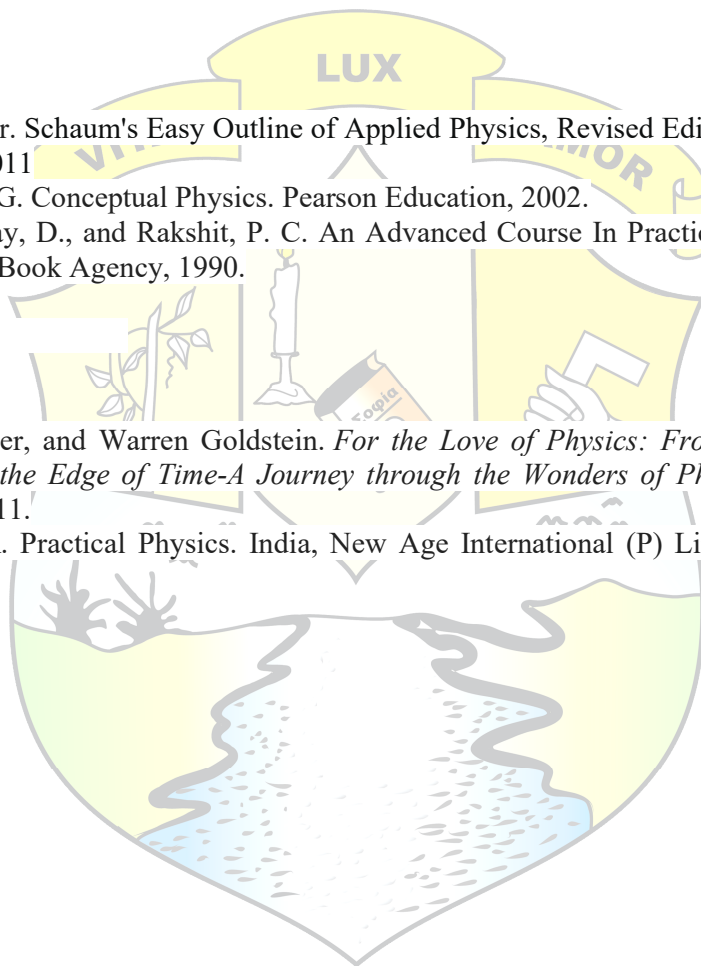 LUX
r. Schaum's Easy Outline of Applied Physics, Revised Edi
011
G. Conceptual Physics. Pearson Education, 2002.
ay, D., and Rakshit, P. C. An Advanced Course In Practic
Book Agency, 1990.
Σοφία
er, and Warren Goldstein. For the Love of Physics: Fro
the Edge of Time-A Journey through the Wonders of Ph
11.
. Practical Physics. India, New Age International (P) Li